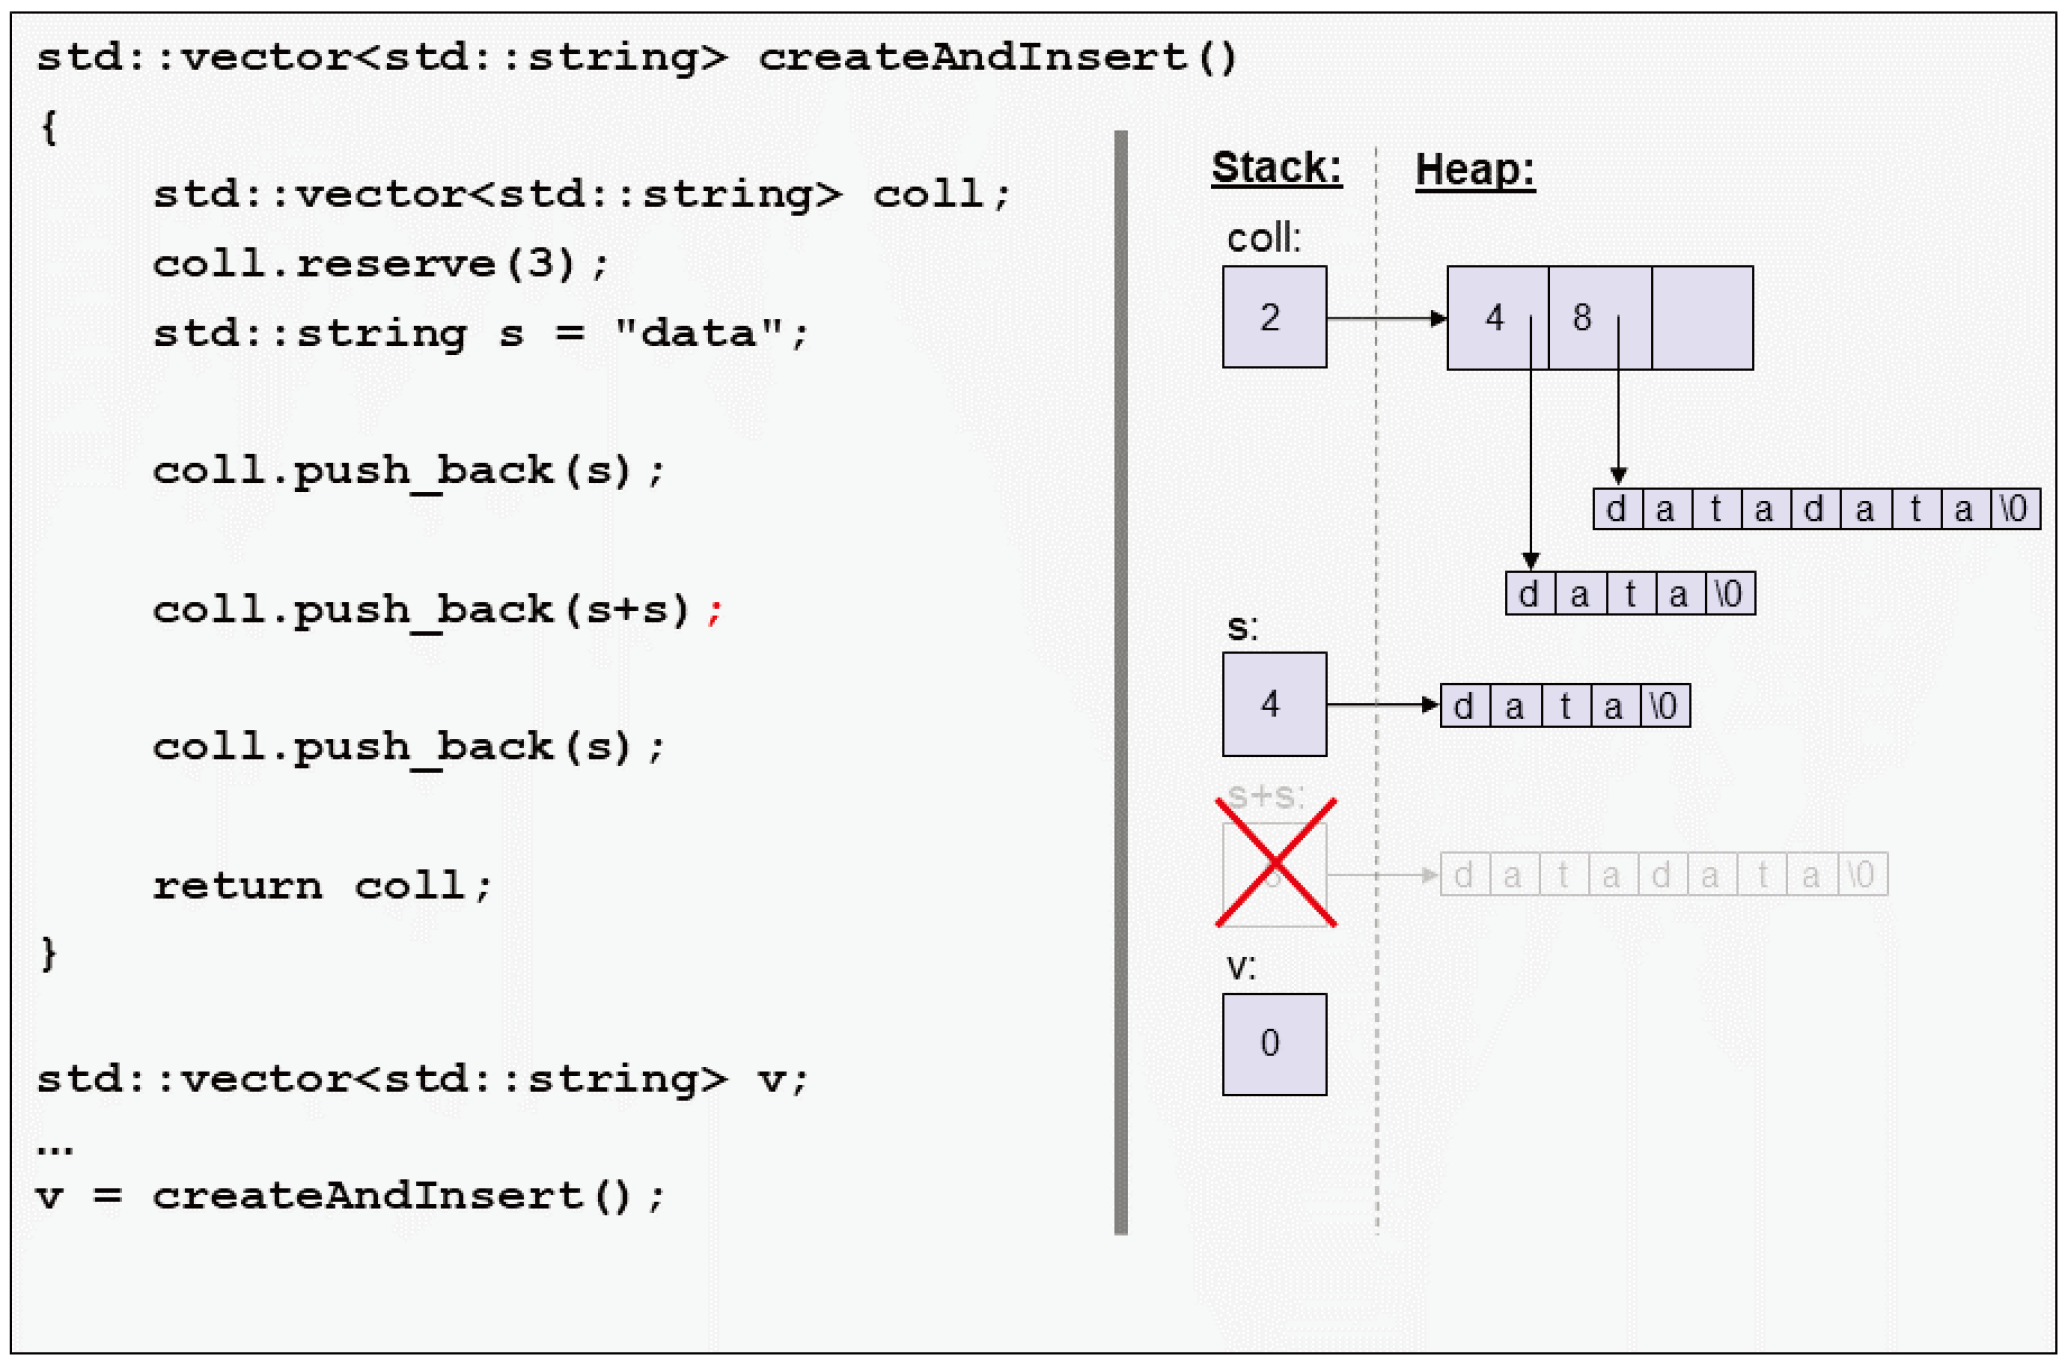 std::vector<std::string> createAndInsert()
{
std::vector<std::string> coll;
coll.reserve(3);
std::string s = "data";
coll.push_back(s);
coll.push_back(s+s);
coll.push_back(s);
return coll;
}
std::vector<std::string> v;
...
v = createAndInsert();
Stack: Heap:
coll:
2 4 8
d a t a d a t a \0
d a t a \0
s:
4 d a t a \0
s+s:
d a t a d a t a \0
v:
0